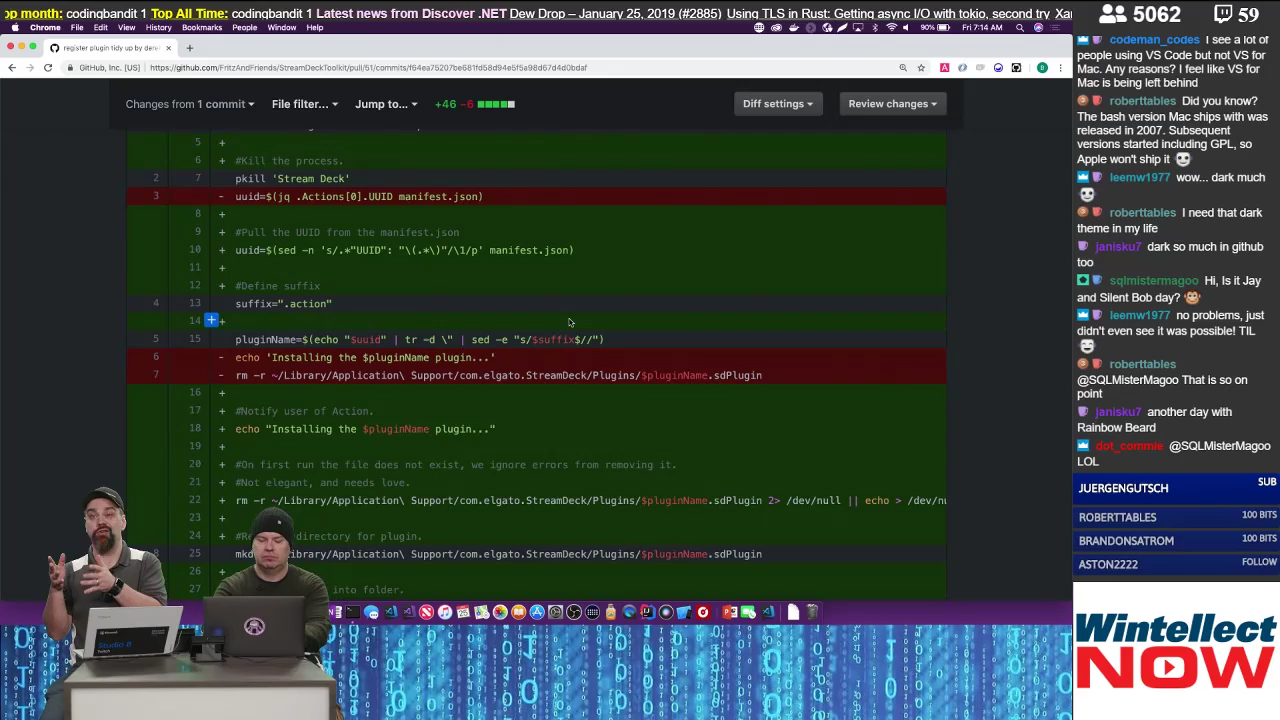 op month: codingbandit 1 Top All Time: codingbandit 1 Latest news from Discover .NET Dew Drop – January 25, 2019 (#2895) Using TLS in Rust: Getting async I/O with tokio, second try Xa
5062 59
Chrome File Edit View History Bookmarks People Window Help
90% Fri 7:14 AM
register plugin tidy up by dere
GitHub, Inc. [US] https://github.com/FritzAndFriends/StreamDeckToolkit/pull/51/commits/f64ea75207be681fd58d94e5f5a98d67d4d0bdaf
Changes from 1 commit File filter... Jump to... +46 −6 Diff settings Review changes
5 +
6 + #Kill the process.
2 7 pkill 'Stream Deck'
3 - uuid=$(jq .Actions[0].UUID manifest.json)
8 +
9 + #Pull the UUID from the manifest.json
10 + uuid=$(sed -n 's/.*"UUID": "\(.*\)"/\1/p' manifest.json)
11 +
12 + #Define suffix
4 13 suffix=".action"
14 +
5 15 pluginName=$(echo "$uuid" | tr -d \" | sed -e "s/$suffix$//")
6 - echo 'Installing the $pluginName plugin...'
7 - rm -r ~/Library/Application\ Support/com.elgato.StreamDeck/Plugins/$pluginName.sdPlugin
16 +
17 + #Notify user of Action.
18 + echo "Installing the $pluginName plugin..."
19 +
20 + #On first run the file does not exist, we ignore errors from removing it.
21 + #Not elegant, and needs love.
22 + rm -r ~/Library/Application\ Support/com.elgato.StreamDeck/Plugins/$pluginName.sdPlugin 2> /dev/null || echo > /dev/nu
23 +
24 + #Re directory for plugin.
8 25 mkd ibrary/Application\ Support/com.elgato.StreamDeck/Plugins/$pluginName.sdPlugin
26 +
27 into folder.
codeman_codes I see a lot of
people using VS Code but not VS for
Mac. Any reasons? I feel like VS for
Mac is being left behind
roberttables Did you know?
The bash version Mac ships with was
released in 2007. Subsequent
versions started including GPL, so
Apple won't ship it
leemw1977 wow... dark much
roberttables I need that dark
theme in my life
janisku7 dark so much in github
too
sqlmistermagoo Hi, Is it Jay
and Silent Bob day?
leemw1977 no problems, just
didn't even see it was possible! TIL
roberttables
@SQLMisterMagoo That is so on
point
janisku7 another day with
Rainbow Beard
dot_commie @SQLMisterMagoo
LOL
JUERGENGUTSCH SUB
ROBERTTABLES 100 BITS
BRANDONSATROM 100 BITS
ASTON2222 FOLLOW
Wintellect
NOW